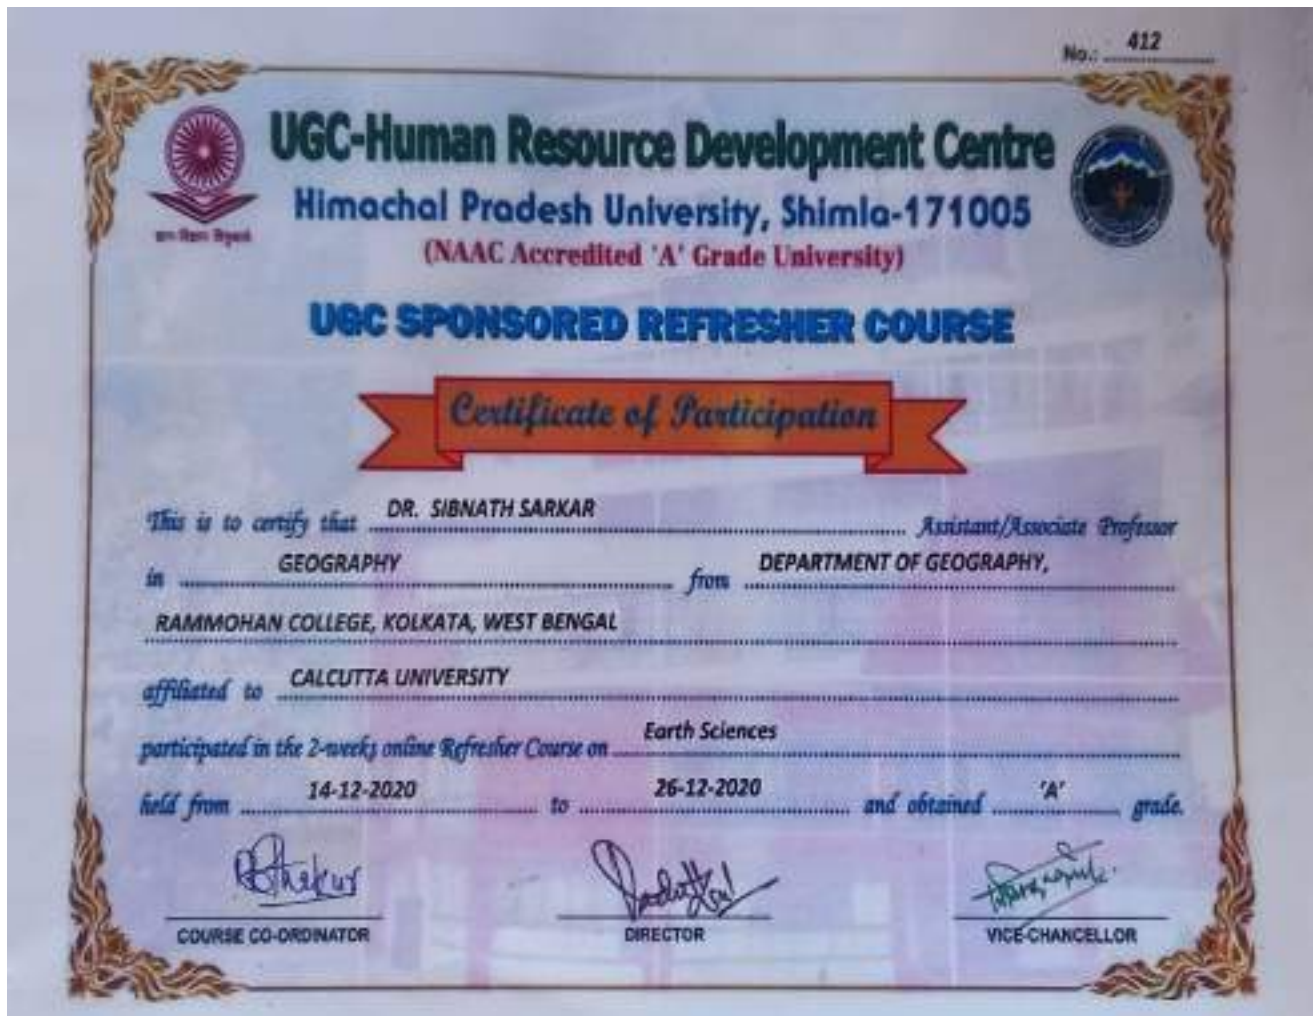 No.: 412
UGC-Human Resource Development Centre
Himachal Pradesh University, Shimla-171005
(NAAC Accredited 'A' Grade University)
UGC SPONSORED REFRESHER COURSE
Certificate of Participation
This is to certify that DR. SIBNATH SARKAR Assistant/Associate Professor
in GEOGRAPHY from DEPARTMENT OF GEOGRAPHY,
RAMMOHAN COLLEGE, KOLKATA, WEST BENGAL
affiliated to CALCUTTA UNIVERSITY
participated in the 2-weeks online Refresher Course on Earth Sciences
held from 14-12-2020 to 26-12-2020 and obtained 'A' grade.
COURSE CO-ORDINATOR DIRECTOR VICE-CHANCELLOR